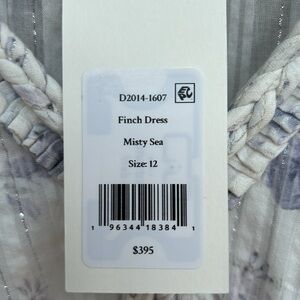 D2014-1607
Finch Dress
Misty Sea
Size: 12
1 96344 18384 1
$395